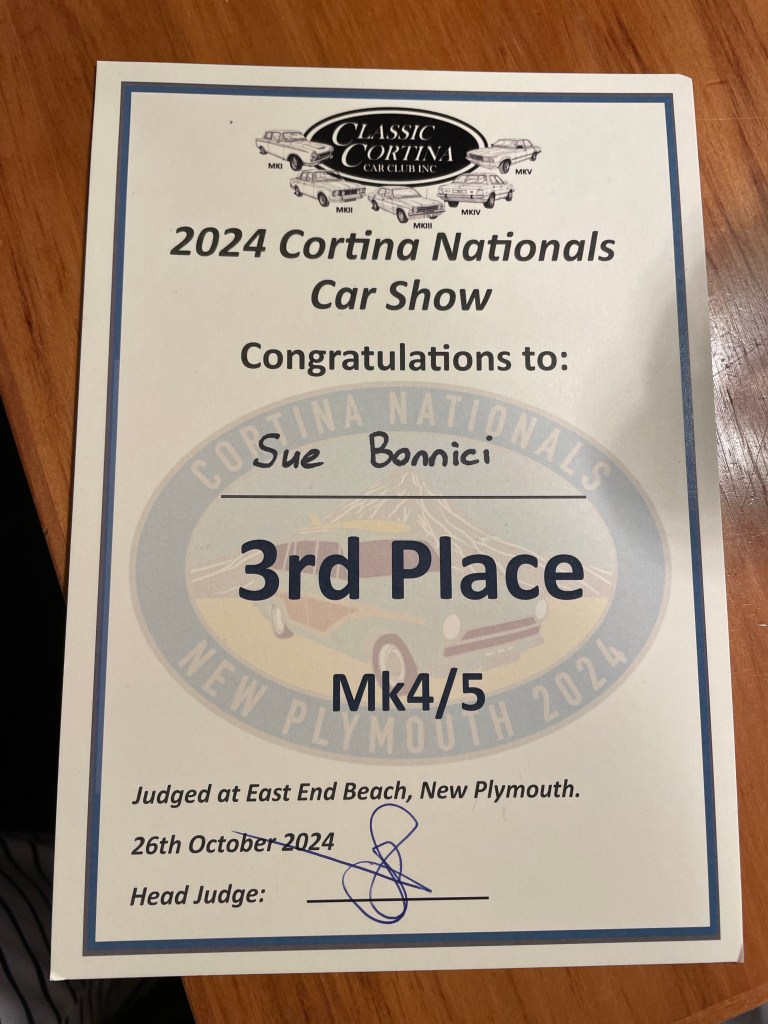 CLASSIC
CORTINA
CAR CLUB INC
MKI
MKII
MKIII
MKIV
MKV
2024 Cortina Nationals
Car Show
Congratulations to:
CORTINA NATIONALS
Sue Bonnici
3rd Place
Mk4/5
NEW PLYMOUTH 2024
Judged at East End Beach, New Plymouth.
26th October 2024
Head Judge: